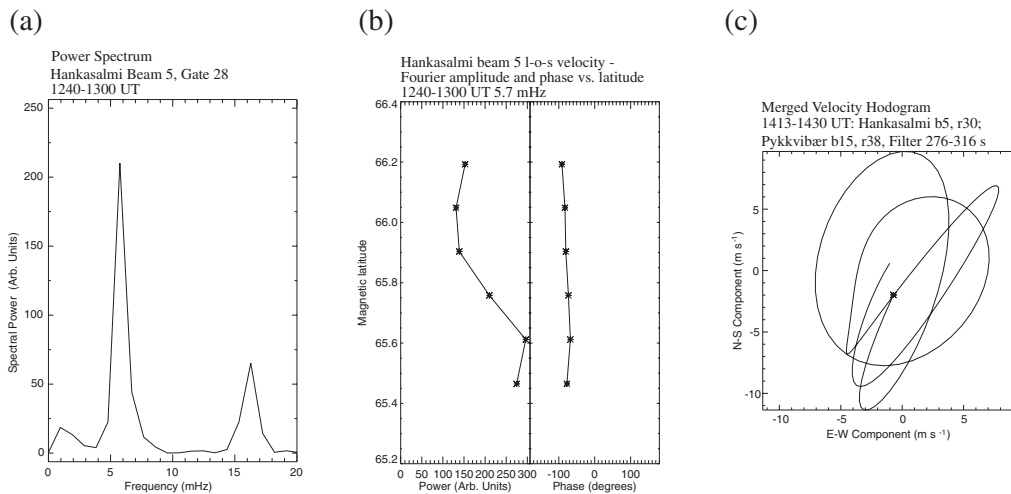 (a)
Power Spectrum
Hankasalmi Beam 5, Gate 28
1240-1300 UT
250
200
150
100
50
0
Spectral Power (Arb. Units)
0 4 8 12 16 20
Frequency (mHz)
(b)
Hankasalmi beam 5 l-o-s velocity -
Fourier amplitude and phase vs. latitude
1240-1300 UT 5.7 mHz
66.4
66.2
66.0
65.8
65.6
65.4
65.2
Magnetic latitude
0 50 100 150 200 250 300
Power (Arb. Units)
-100 0 100
Phase (degrees)
(c)
Merged Velocity Hodogram
1413-1430 UT: Hankasalmi b5, r30;
Pykkvibær b15, r38, Filter 276-316 s
5
0
-5
-10
N-S Component (m s⁻¹)
-10 -5 0 5
E-W Component (m s⁻¹)